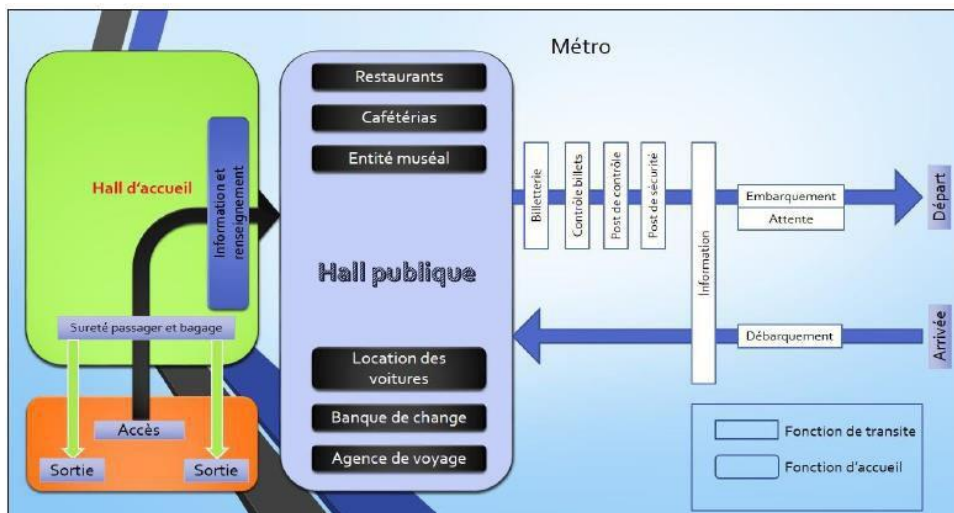 Métro
Restaurants
Cafétérias
Entité muséal
Hall d'accueil
Information et
renseignement
Hall publique
Billetterie
Contrôle billets
Post de contrôle
Post de sécurité
Information
Embarquement
Attente
Départ
Débarquement
Arrivée
Sureté passager et bagage
Location des
voitures
Banque de change
Agence de voyage
Accès
Sortie
Sortie
Fonction de transite
Fonction d'accueil